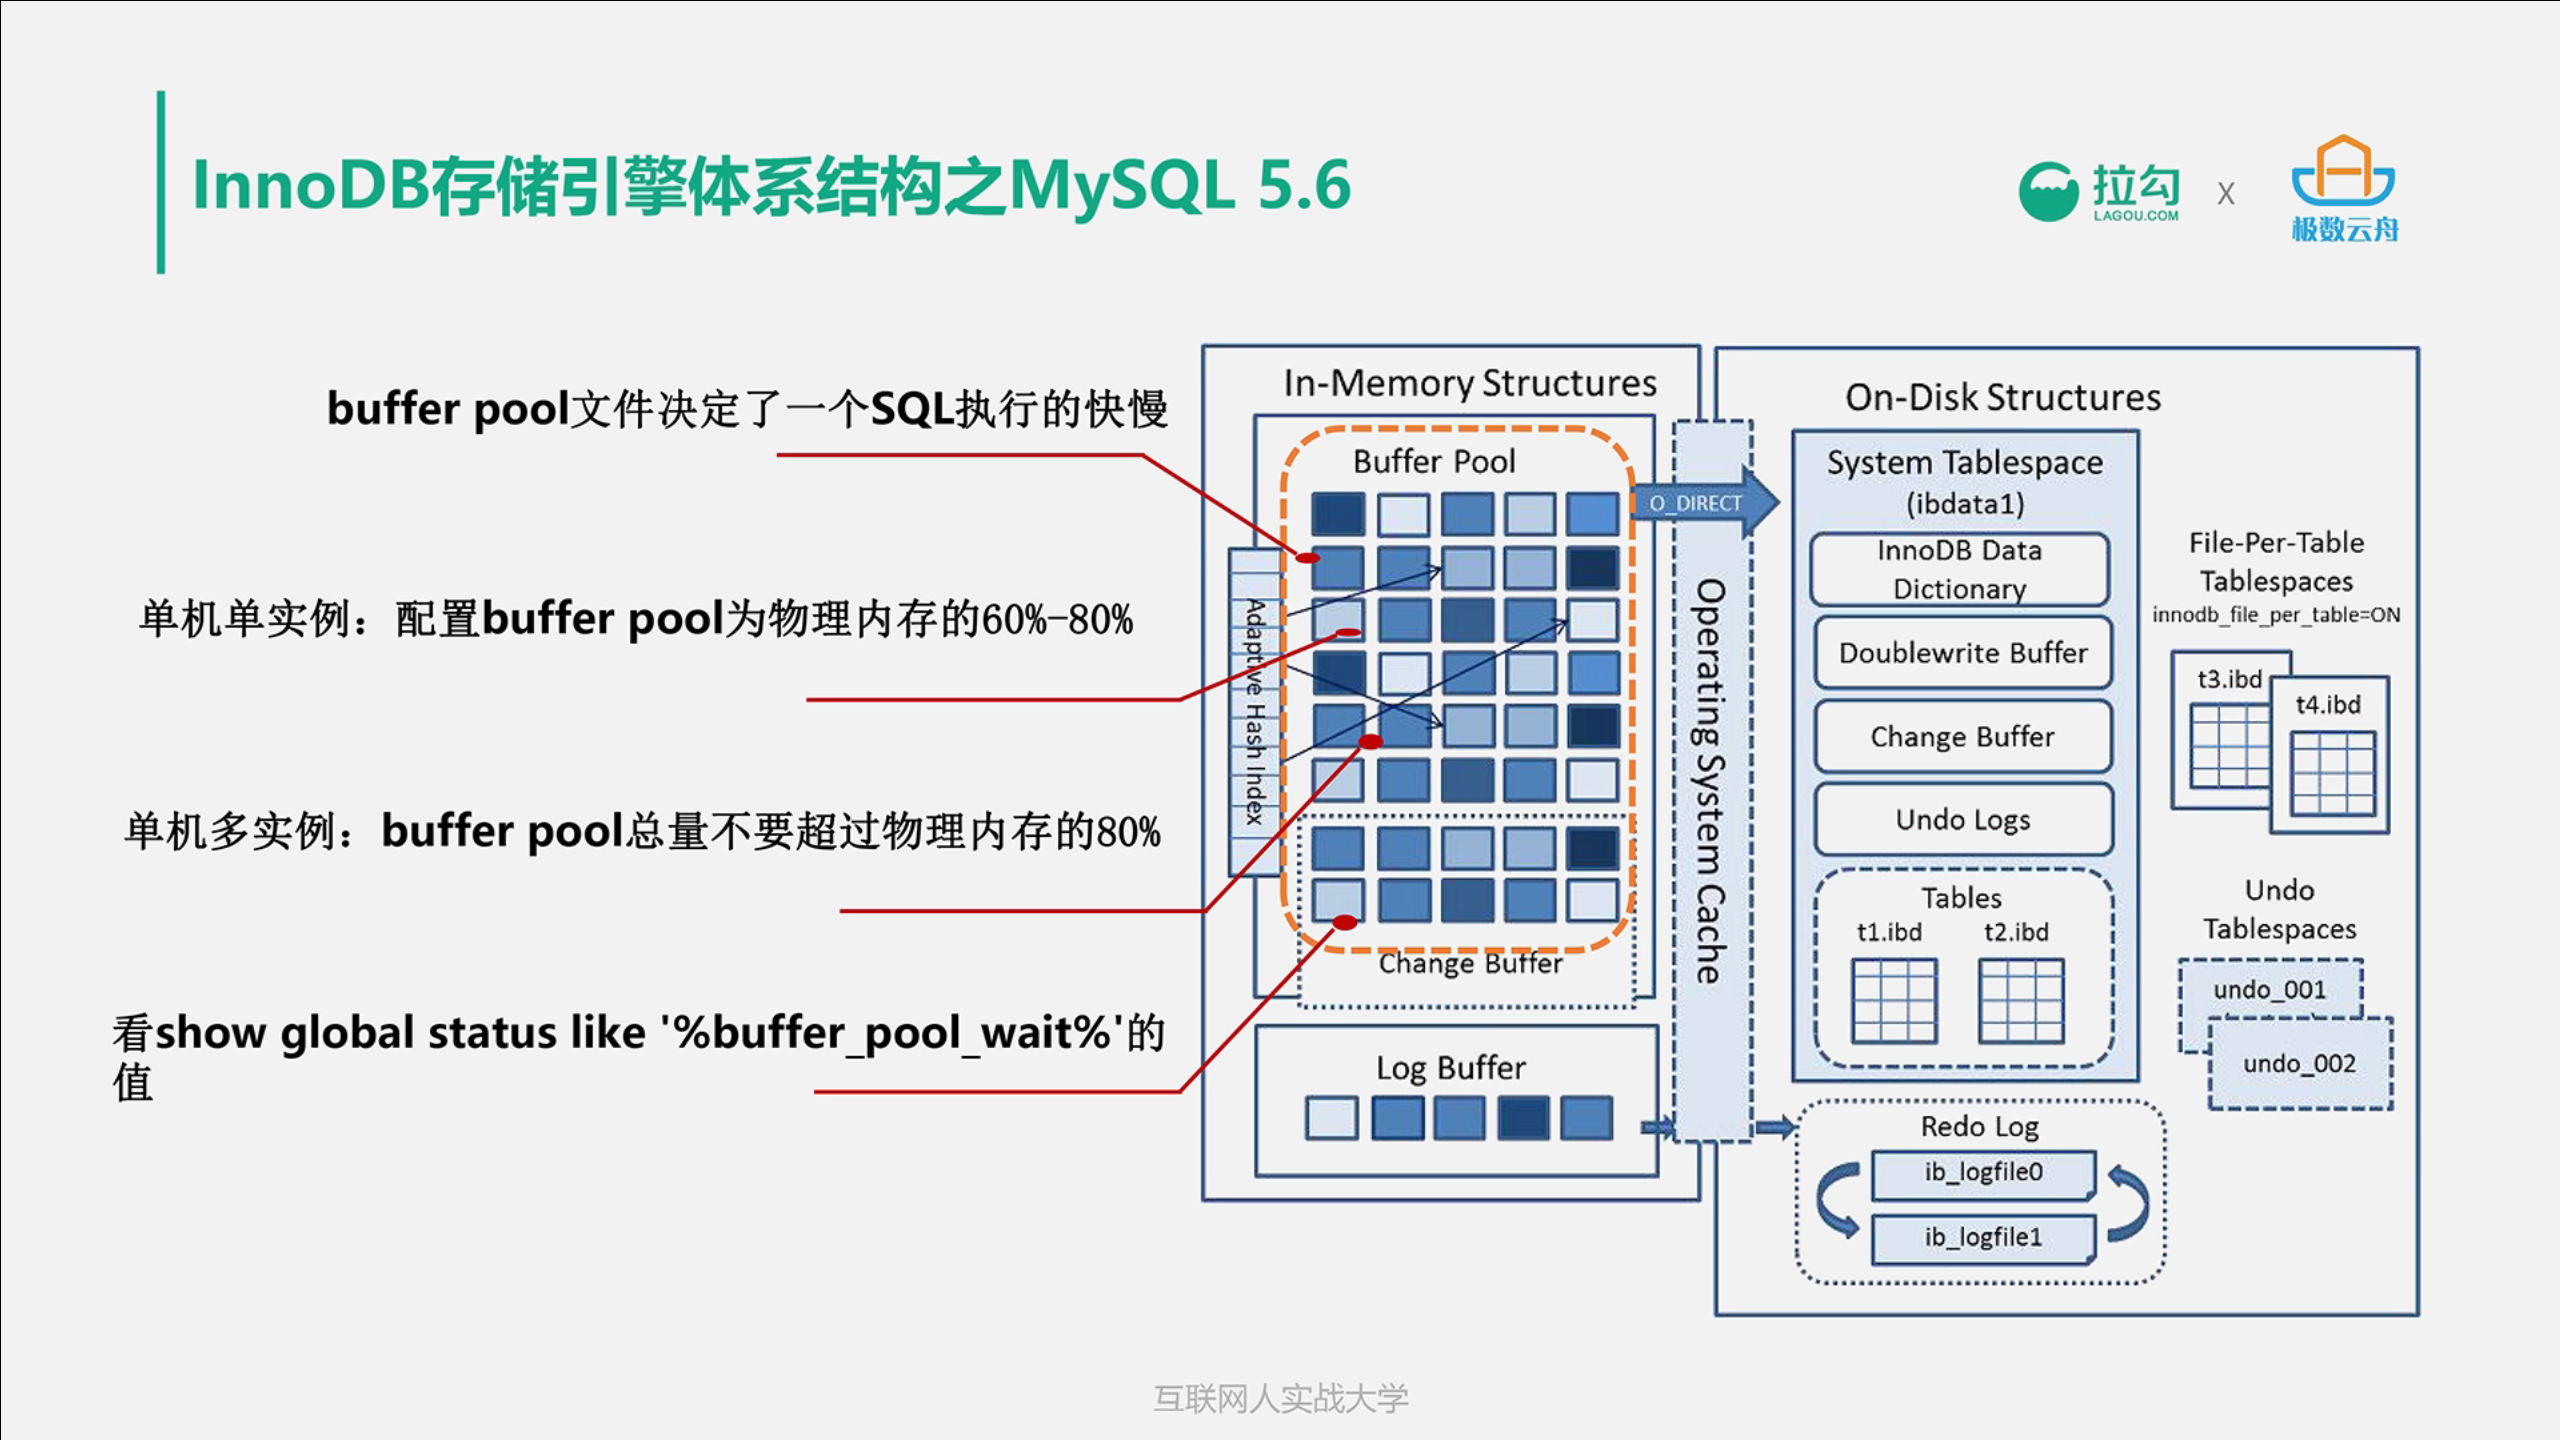 InnoDB存储引擎体系结构之MySQL 5.6
拉勾
LAGOU.COM
X
极数云舟
buffer pool文件决定了一个SQL执行的快慢
单机单实例：配置buffer pool为物理内存的60%-80%
单机多实例：buffer pool总量不要超过物理内存的80%
看show global status like '%buffer_pool_wait%'的
值
In-Memory Structures
Buffer Pool
Adaptive Hash Index
Change Buffer
Log Buffer
O_DIRECT
Operating System Cache
On-Disk Structures
System Tablespace
(ibdata1)
InnoDB Data
Dictionary
Doublewrite Buffer
Change Buffer
Undo Logs
Tables
t1.ibd
t2.ibd
File-Per-Table
Tablespaces
innodb_file_per_table=ON
t3.ibd
t4.ibd
Undo
Tablespaces
undo_001
undo_002
Redo Log
ib_logfile0
ib_logfile1
互联网人实战大学